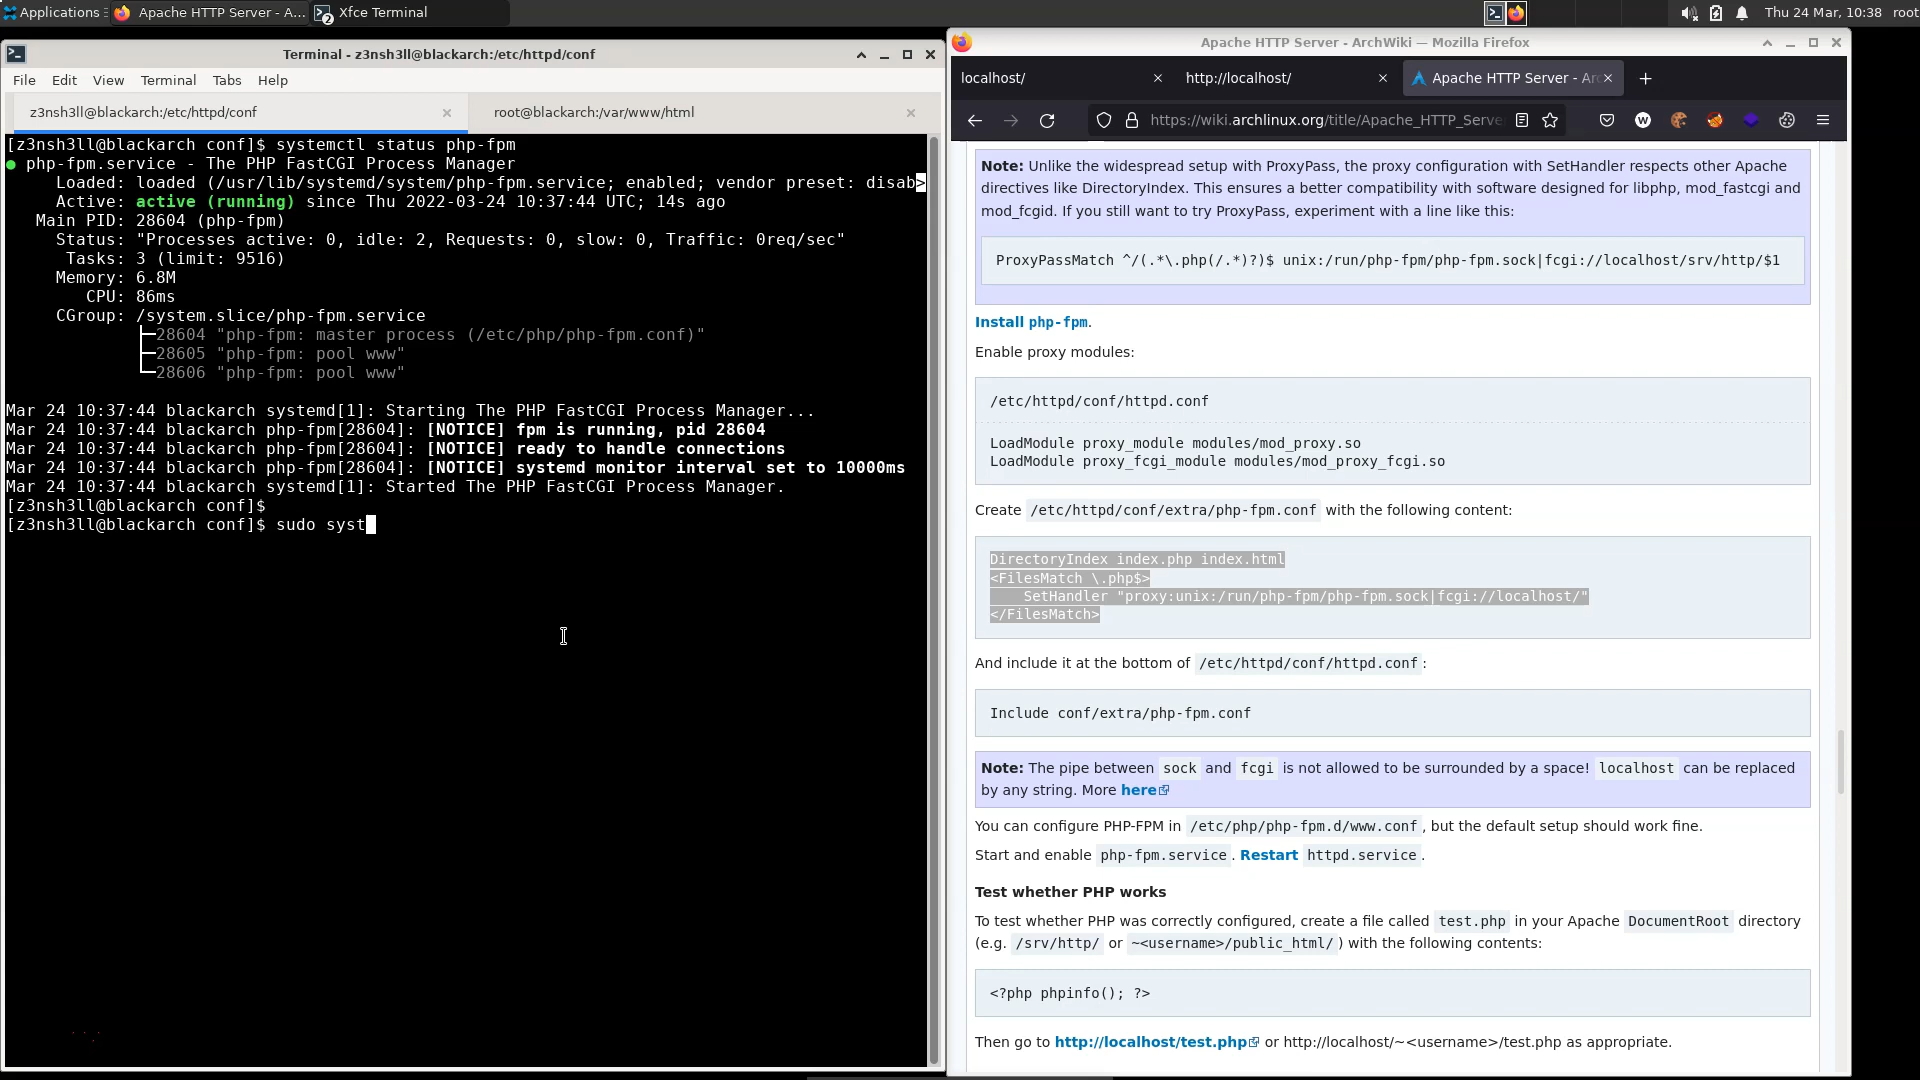 Applications
Apache HTTP Server - A...
Xfce Terminal
Thu 24 Mar, 10:38
root
Terminal - z3nsh3ll@blackarch:/etc/httpd/conf
File Edit View Terminal Tabs Help
z3nsh3ll@blackarch:/etc/httpd/conf
root@blackarch:/var/www/html
[z3nsh3ll@blackarch conf]$ systemctl status php-fpm
● php-fpm.service - The PHP FastCGI Process Manager
Loaded: loaded (/usr/lib/systemd/system/php-fpm.service; enabled; vendor preset: disab>
Active: active (running) since Thu 2022-03-24 10:37:44 UTC; 14s ago
Main PID: 28604 (php-fpm)
Status: "Processes active: 0, idle: 2, Requests: 0, slow: 0, Traffic: 0req/sec"
Tasks: 3 (limit: 9516)
Memory: 6.8M
CPU: 86ms
CGroup: /system.slice/php-fpm.service
├─28604 "php-fpm: master process (/etc/php/php-fpm.conf)"
├─28605 "php-fpm: pool www"
└─28606 "php-fpm: pool www"
Mar 24 10:37:44 blackarch systemd[1]: Starting The PHP FastCGI Process Manager...
Mar 24 10:37:44 blackarch php-fpm[28604]: [NOTICE] fpm is running, pid 28604
Mar 24 10:37:44 blackarch php-fpm[28604]: [NOTICE] ready to handle connections
Mar 24 10:37:44 blackarch php-fpm[28604]: [NOTICE] systemd monitor interval set to 10000ms
Mar 24 10:37:44 blackarch systemd[1]: Started The PHP FastCGI Process Manager.
[z3nsh3ll@blackarch conf]$
[z3nsh3ll@blackarch conf]$ sudo syst
Apache HTTP Server - ArchWiki — Mozilla Firefox
localhost/
http://localhost/
Apache HTTP Server - Ar
https://wiki.archlinux.org/title/Apache_HTTP_Serve
Note: Unlike the widespread setup with ProxyPass, the proxy configuration with SetHandler respects other Apache
directives like DirectoryIndex. This ensures a better compatibility with software designed for libphp, mod_fastcgi and
mod_fcgid. If you still want to try ProxyPass, experiment with a line like this:
ProxyPassMatch ^/(.*\.php(/.*)?)$ unix:/run/php-fpm/php-fpm.sock|fcgi://localhost/srv/http/$1
Install php-fpm.
Enable proxy modules:
/etc/httpd/conf/httpd.conf
LoadModule proxy_module modules/mod_proxy.so
LoadModule proxy_fcgi_module modules/mod_proxy_fcgi.so
Create /etc/httpd/conf/extra/php-fpm.conf with the following content:
DirectoryIndex index.php index.html
<FilesMatch \.php$>
SetHandler "proxy:unix:/run/php-fpm/php-fpm.sock|fcgi://localhost/"
</FilesMatch>
And include it at the bottom of /etc/httpd/conf/httpd.conf:
Include conf/extra/php-fpm.conf
Note: The pipe between sock and fcgi is not allowed to be surrounded by a space! localhost can be replaced
by any string. More here
You can configure PHP-FPM in /etc/php/php-fpm.d/www.conf, but the default setup should work fine.
Start and enable php-fpm.service. Restart httpd.service.
Test whether PHP works
To test whether PHP was correctly configured, create a file called test.php in your Apache DocumentRoot directory
(e.g. /srv/http/ or ~<username>/public_html/) with the following contents:
<?php phpinfo(); ?>
Then go to http://localhost/test.php or http://localhost/~<username>/test.php as appropriate.